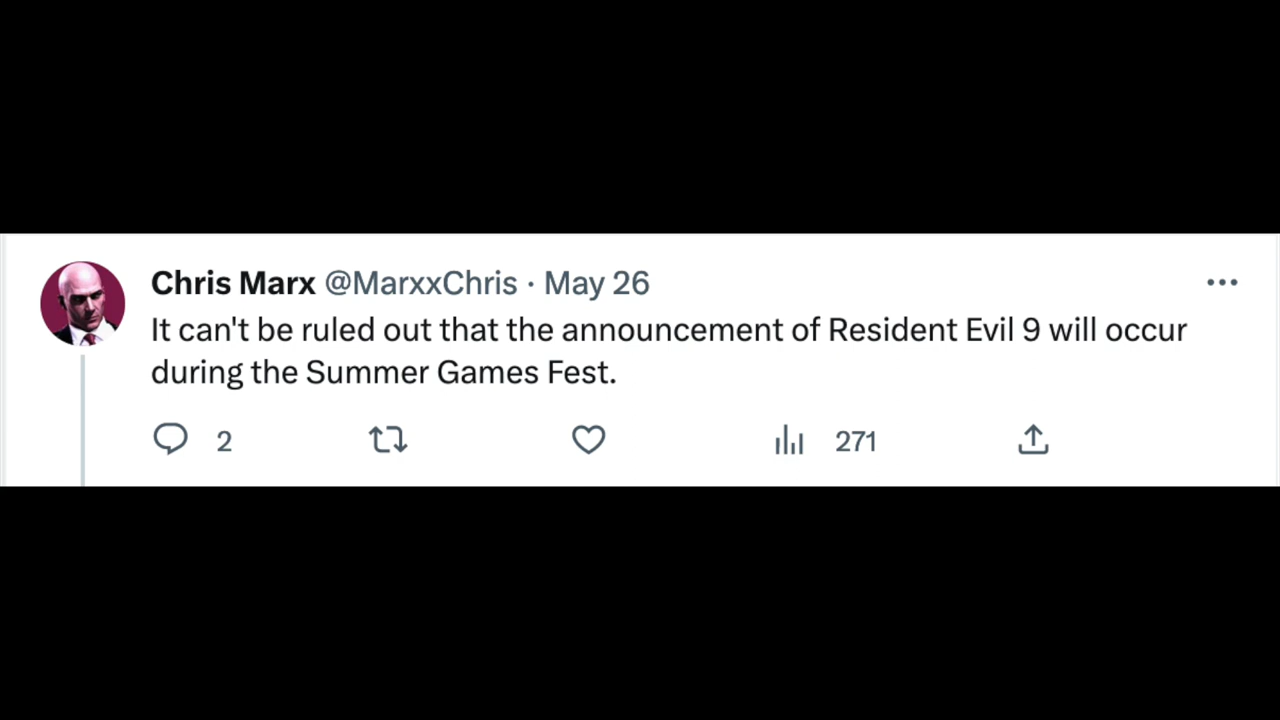 Chris Marx @MarxxChris · May 26
It can't be ruled out that the announcement of Resident Evil 9 will occur
during the Summer Games Fest.
2 271